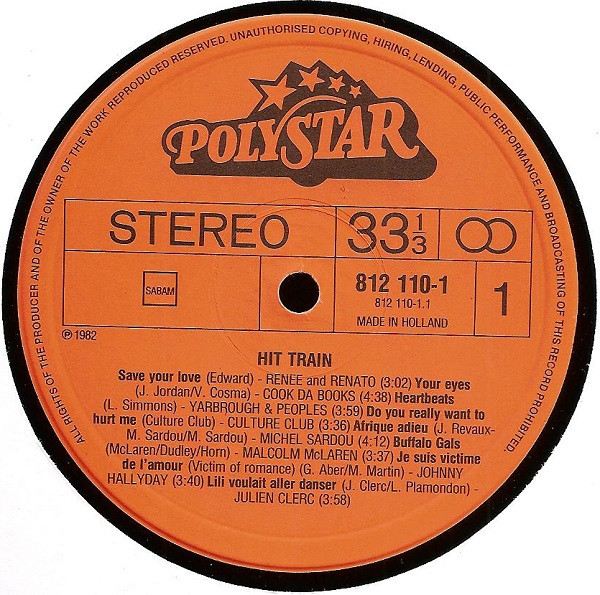 ALL RIGHTS OF THE PRODUCER AND OF THE OWNER OF THE WORK REPRODUCED RESERVED. UNAUTHORISED COPYING, HIRING, LENDING, PUBLIC PERFORMANCE AND BROADCASTING OF THIS RECORD PROHIBITED.
POLYSTAR
STEREO
33 1/3
SABAM
812 110-1
812 110-1.1
MADE IN HOLLAND
1
℗ 1982
HIT TRAIN
Save your love (Edward) - RENEE and RENATO (3:02) Your eyes
(J. Jordan/V. Cosma) - COOK DA BOOKS (4:38) Heartbeats
(L. Simmons) - YARBROUGH & PEOPLES (3:59) Do you really want to
hurt me (Culture Club) - CULTURE CLUB (3:36) Afrique adieu (J. Revaux-
M. Sardou/M. Sardou) - MICHEL SARDOU (4:12) Buffalo Gals
(McLaren/Dudley/Horn) - MALCOLM McLAREN (3:37) Je suis victime
de l'amour (Victim of romance) (G. Aber/M. Martin) - JOHNNY
HALLYDAY (3:40) Lili voulait aller danser (J. Clerc/L. Plamondon) -
JULIEN CLERC (3:58)